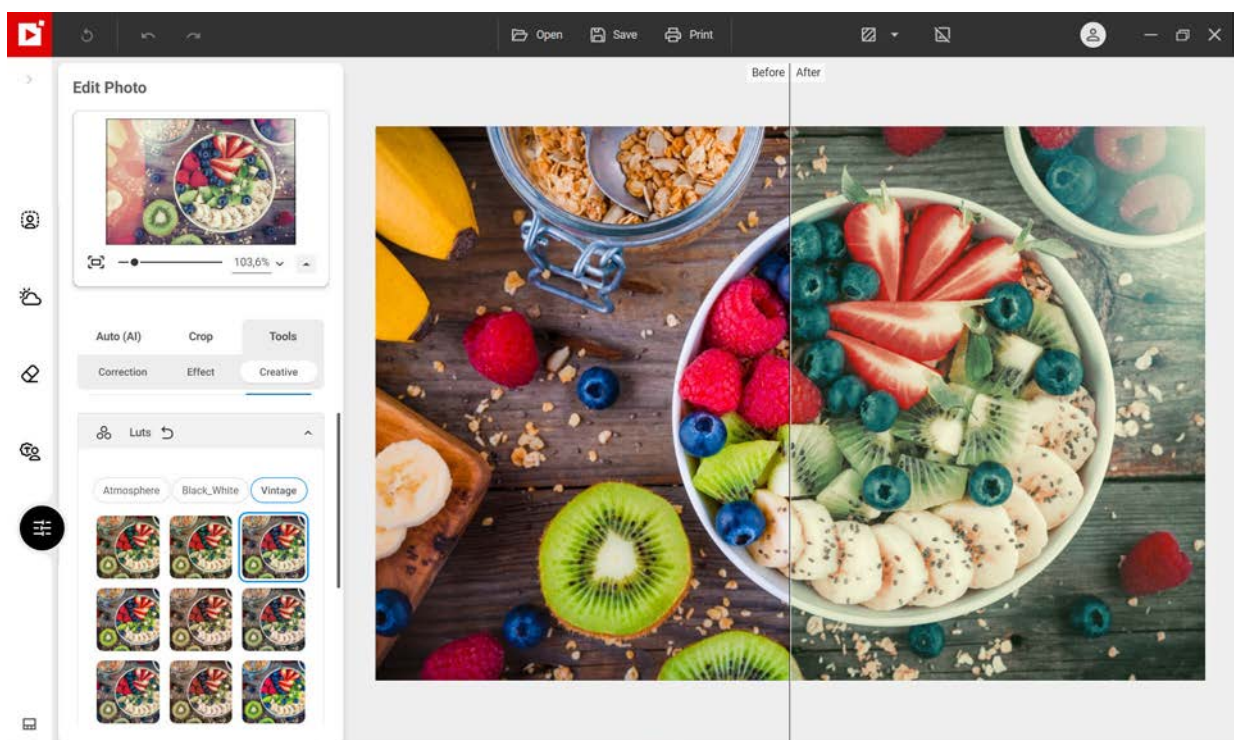 Open Save Print
Before After
Edit Photo
103,6%
Auto (AI) Crop Tools
Correction Effect Creative
Luts
Atmosphere Black_White Vintage